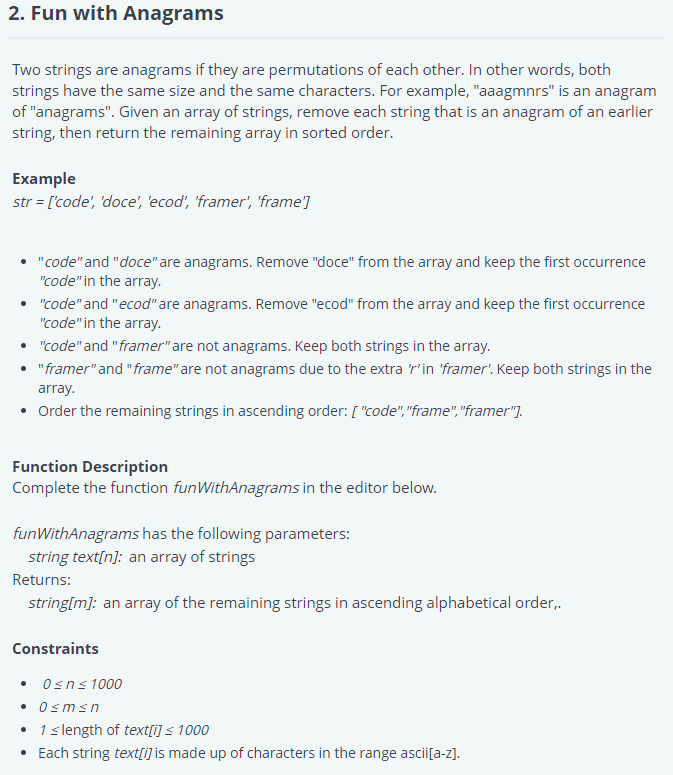 2. Fun with Anagrams
Two strings are anagrams if they are permutations of each other. In other words, both
strings have the same size and the same characters. For example, "aaagmnrs" is an anagram
of "anagrams". Given an array of strings, remove each string that is an anagram of an earlier
string, then return the remaining array in sorted order.
Example
str = ['code', 'doce', 'ecod', 'framer', 'frame']
• "code" and "doce" are anagrams. Remove "doce" from the array and keep the first occurrence
"code" in the array.
• "code" and "ecod" are anagrams. Remove "ecod" from the array and keep the first occurrence
"code" in the array.
• "code" and "framer" are not anagrams. Keep both strings in the array.
• "framer" and "frame" are not anagrams due to the extra 'r' in 'framer'. Keep both strings in the
array.
• Order the remaining strings in ascending order: [ "code","frame","framer"].
Function Description
Complete the function funWithAnagrams in the editor below.
funWithAnagrams has the following parameters:
string text[n]: an array of strings
Returns:
string[m]: an array of the remaining strings in ascending alphabetical order,.
Constraints
• 0 ≤ n ≤ 1000
• 0 ≤ m ≤ n
• 1 ≤ length of text[i] ≤ 1000
• Each string text[i] is made up of characters in the range ascii[a-z].